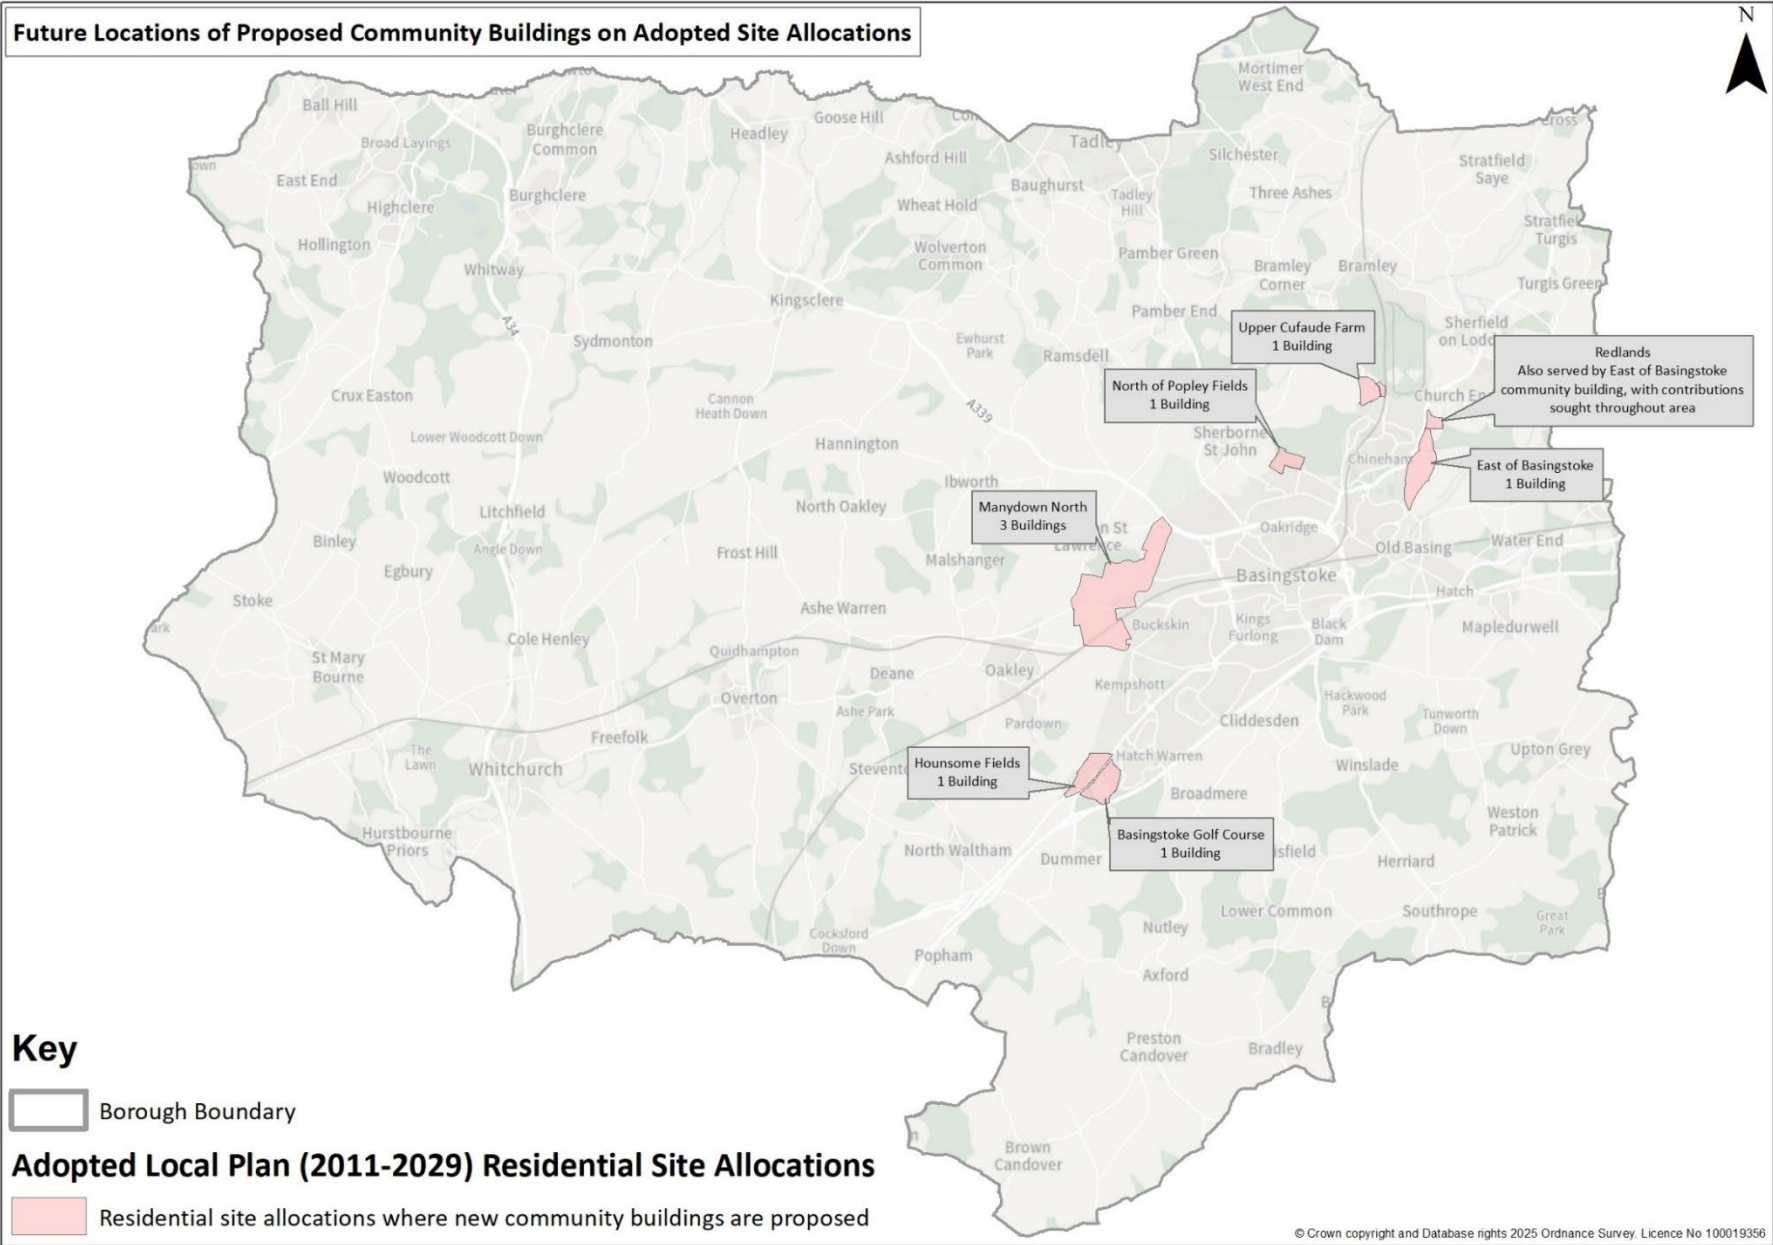 Future Locations of Proposed Community Buildings on Adopted Site Allocations
N
Mortimer
West End
Ball Hill
Goose Hill
Headley
Burghclere
Common
Broad Layings
Tadley
Silchester
Ashford Hill
Stratfield
Saye
East End
Burghclere
Baughurst
Tadley
Hill
Three Ashes
Highclere
Wheat Hold
Stratfiel
Turgis
Hollington
Wolverton
Common
Pamber Green
Whitway
Bramley
Corner
Bramley
Turgis Green
Kingsclere
Pamber End
A34
Upper Cufaude Farm
1 Building
Sherfield
on Lodd
Sydmonton
Ewhurst
Park
Ramsdell
Redlands
Also served by East of Basingstoke
community building, with contributions
sought throughout area
North of Popley Fields
1 Building
Crux Easton
Cannon
Heath Down
A339
Church En
Lower Woodcott Down
Hannington
Sherborne
St John
Chineham
Woodcott
East of Basingstoke
1 Building
Ibworth
North Oakley
Manydown North
3 Buildings
Litchfield
n St
Lawrence
Oakridge
Binley
Angle Down
Frost Hill
Malshanger
Old Basing
Water End
Egbury
Basingstoke
Stoke
Ashe Warren
Hatch
ark
Cole Henley
Buckskin
Kings
Furlong
Black
Dam
Mapledurwell
St Mary
Bourne
Quidhampton
Deane
Oakley
Kempshott
Overton
Ashe Park
Hackwood
Park
Pardown
Cliddesden
Tunworth
Down
Freefolk
The
Lawn
Whitchurch
Hatch Warren
Upton Grey
Hounsome Fields
1 Building
Stevento
Winslade
Broadmere
Weston
Patrick
Hurstbourne
Priors
Basingstoke Golf Course
1 Building
North Waltham
Dummer
isfield
Herriard
Lower Common
Southrope
Great
Park
Nutley
Cocksford
Down
Popham
Axford
Preston
Candover
Bradley
Brown
Candover
Key
Borough Boundary
Adopted Local Plan (2011-2029) Residential Site Allocations
Residential site allocations where new community buildings are proposed
© Crown copyright and Database rights 2025 Ordnance Survey. Licence No 100019356